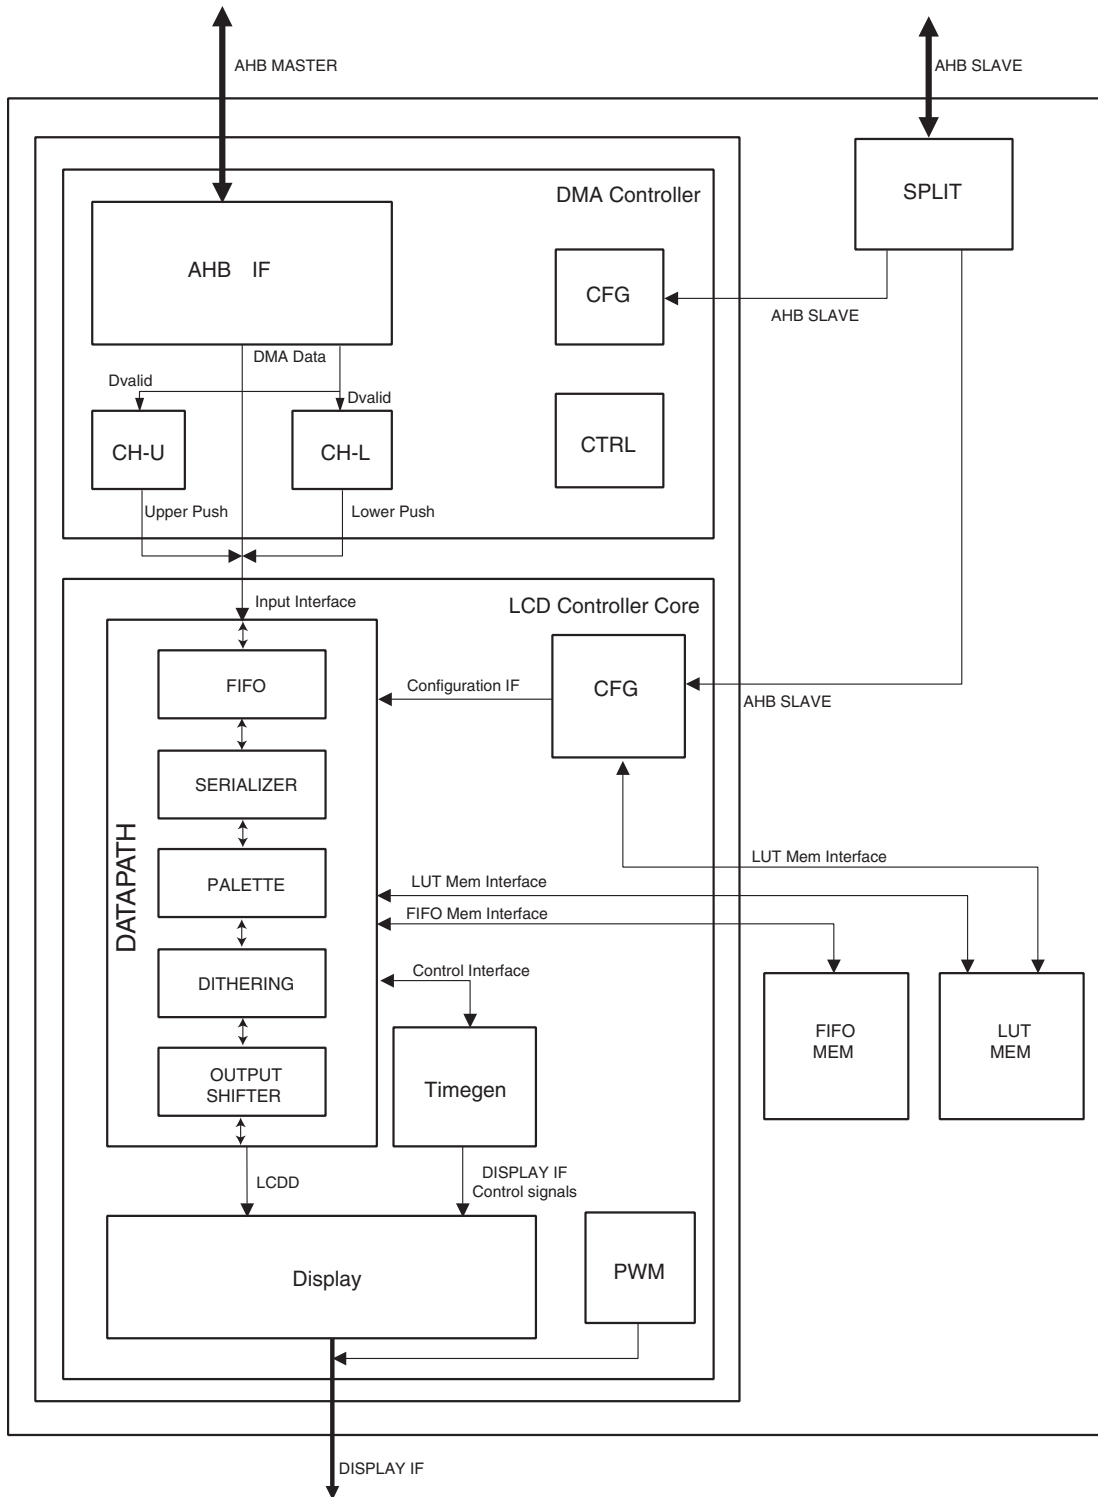 AHB MASTER
AHB SLAVE
DMA Controller
SPLIT
AHB IF
CFG
AHB SLAVE
DMA Data
Dvalid
Dvalid
CH-U
CH-L
CTRL
Upper Push
Lower Push
Input Interface
LCD Controller Core
FIFO
Configuration IF
CFG
AHB SLAVE
SERIALIZER
DATAPATH
LUT Mem Interface
PALETTE
LUT Mem Interface
FIFO Mem Interface
DITHERING
Control Interface
FIFO
MEM
LUT
MEM
OUTPUT
SHIFTER
Timegen
LCDD
DISPLAY IF
Control signals
Display
PWM
DISPLAY IF